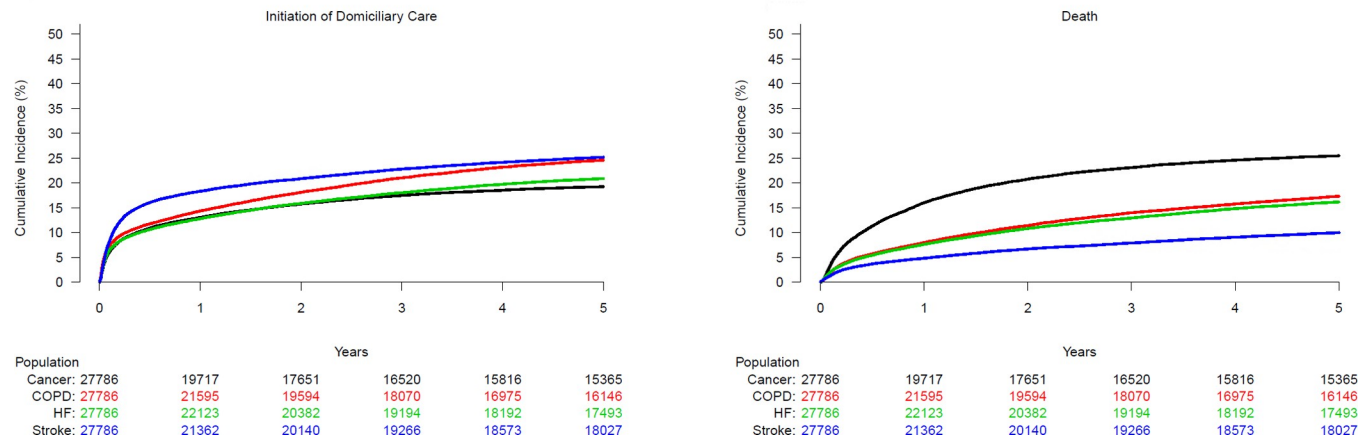 Initiation of Domiciliary Care
Cumulative Incidence (%)
50
45
40
35
30
25
20
15
10
5
0
0 1 2 3 4 5
Years
Population
Cancer: 27786 19717 17651 16520 15816 15365
COPD: 27786 21595 19594 18070 16975 16146
HF: 27786 22123 20382 19194 18192 17493
Stroke: 27786 21362 20140 19266 18573 18027
Death
Cumulative Incidence (%)
50
45
40
35
30
25
20
15
10
5
0
0 1 2 3 4 5
Years
Population
Cancer: 27786 19717 17651 16520 15816 15365
COPD: 27786 21595 19594 18070 16975 16146
HF: 27786 22123 20382 19194 18192 17493
Stroke: 27786 21362 20140 19266 18573 18027